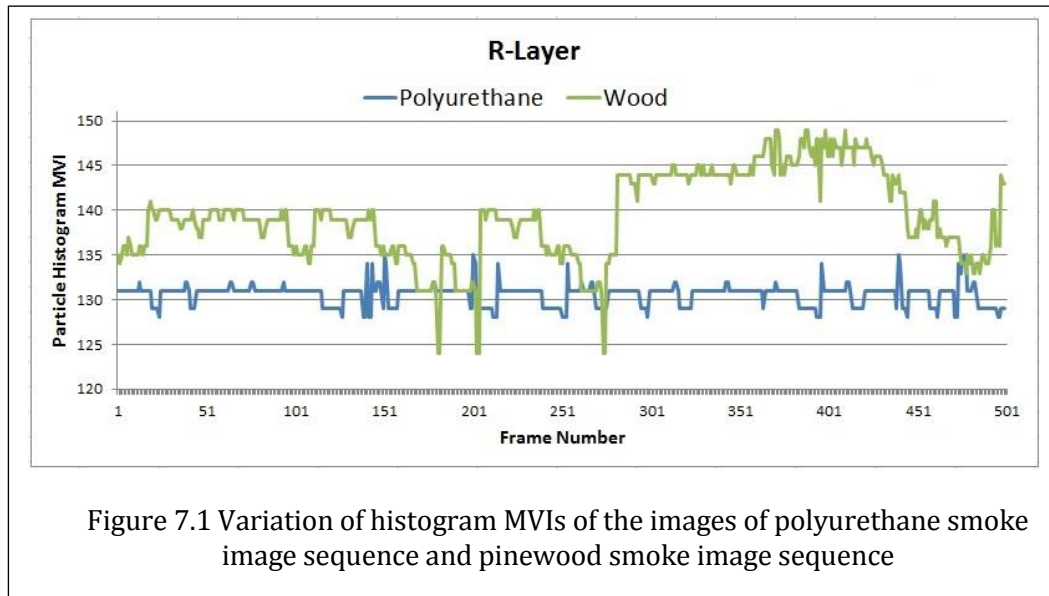 R-Layer
Polyurethane Wood
Particle Histogram MVI
150
145
140
135
130
125
120
1 51 101 151 201 251 301 351 401 451 501
Frame Number
Figure 7.1 Variation of histogram MVIs of the images of polyurethane smoke
image sequence and pinewood smoke image sequence